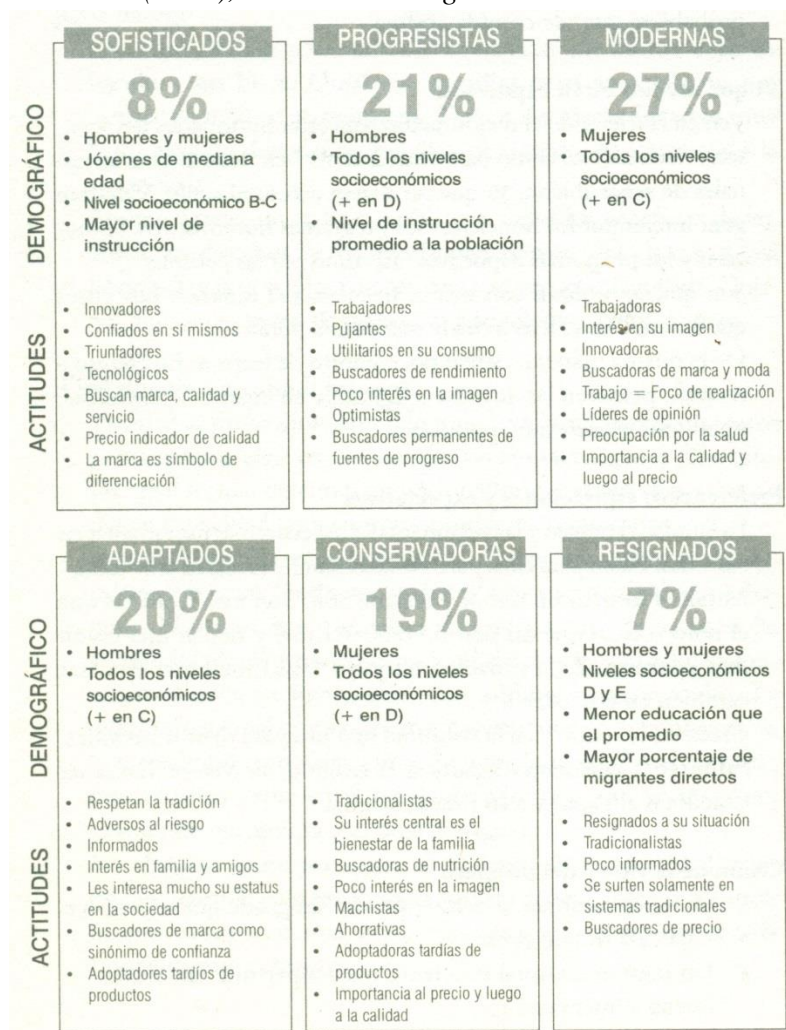 SOFISTICADOS
8%
DEMOGRÁFICO
• Hombres y mujeres
• Jóvenes de mediana
edad
• Nivel socioeconómico B-C
• Mayor nivel de
instrucción
ACTITUDES
• Innovadores
• Confiados en sí mismos
• Triunfadores
• Tecnológicos
• Buscan marca, calidad y
servicio
• Precio indicador de calidad
• La marca es símbolo de
diferenciación
PROGRESISTAS
21%
• Hombres
• Todos los niveles
socioeconómicos
(+ en D)
• Nivel de instrucción
promedio a la población
• Trabajadores
• Pujantes
• Utilitarios en su consumo
• Buscadores de rendimiento
• Poco interés en la imagen
• Optimistas
• Buscadores permanentes de
fuentes de progreso
MODERNAS
27%
• Mujeres
• Todos los niveles
socioeconómicos
(+ en C)
• Trabajadoras
• Interés en su imagen
• Innovadoras
• Buscadoras de marca y moda
• Trabajo = Foco de realización
• Líderes de opinión
• Preocupación por la salud
• Importancia a la calidad y
luego al precio
ADAPTADOS
20%
DEMOGRÁFICO
• Hombres
• Todos los niveles
socioeconómicos
(+ en C)
ACTITUDES
• Respetan la tradición
• Adversos al riesgo
• Informados
• Interés en familia y amigos
• Les interesa mucho su estatus
en la sociedad
• Buscadores de marca como
sinónimo de confianza
• Adoptadores tardíos de
productos
CONSERVADORAS
19%
• Mujeres
• Todos los niveles
socioeconómicos
(+ en D)
• Tradicionalistas
• Su interés central es el
bienestar de la familia
• Buscadoras de nutrición
• Poco interés en la imagen
• Machistas
• Ahorrativas
• Adoptadoras tardías de
productos
• Importancia al precio y luego
a la calidad
RESIGNADOS
7%
• Hombres y mujeres
• Niveles socioeconómicos
D y E
• Menor educación que
el promedio
• Mayor porcentaje de
migrantes directos
• Resignados a su situación
• Tradicionalistas
• Poco informados
• Se surten solamente en
sistemas tradicionales
• Buscadores de precio